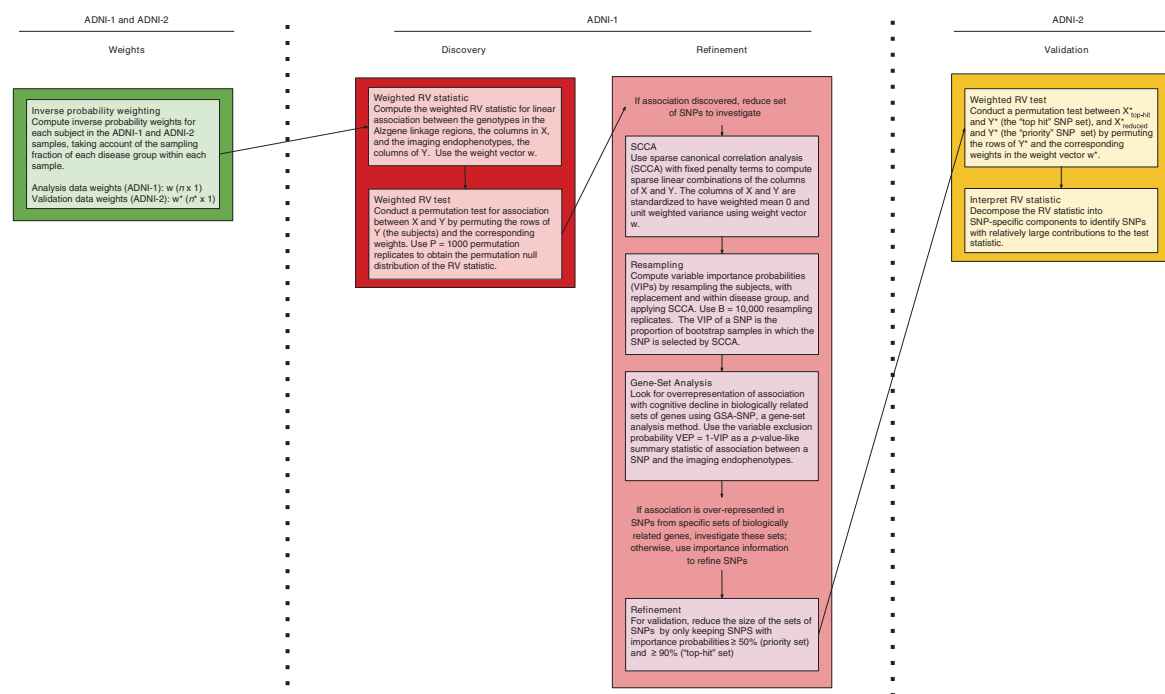 ADNI-1 and ADNI-2
Weights
Inverse probability weighting
Compute inverse probability weights for
each subject in the ADNI-1 and ADNI-2
samples, taking account of the sampling
fraction of each disease group within each
sample.
Analysis data weights (ADNI-1): w (n x 1)
Validation data weights (ADNI-2): w* (n* x 1)
ADNI-1
Discovery
Weighted RV statistic
Compute the weighted RV statistic for linear
association between the genotypes in the
Alzgene linkage regions, the columns in X,
and the imaging endophenotypes, the
columns of Y. Use the weight vector w.
Weighted RV test
Conduct a permutation test for association
between X and Y by permuting the rows of
Y (the subjects) and the corresponding
weights. Use P = 1000 permutation
replicates to obtain the permutation null
distribution of the RV statistic.
Refinement
If association discovered, reduce set
of SNPs to investigate
SCCA
Use sparse canonical correlation analysis
(SCCA) with fixed penalty terms to compute
sparse linear combinations of the columns
of X and Y. The columns of X and Y are
standardized to have weighted mean 0 and
unit weighted variance using weight vector
w.
Resampling
Compute variable importance probabilities
(VIPs) by resampling the subjects, with
replacement and within disease group, and
applying SCCA. Use B = 10,000 resampling
replicates. The VIP of a SNP is the
proportion of bootstrap samples in which the
SNP is selected by SCCA.
Gene-Set Analysis
Look for overrepresentation of association
with cognitive decline in biologically related
sets of genes using GSA-SNP, a gene-set
analysis method. Use the variable exclusion
probability VEP = 1-VIP as a p-value-like
summary statistic of association between a
SNP and the imaging endophenotypes.
If association is over-represented in
SNPs from specific sets of biologically
related genes, investigate these sets;
otherwise, use importance information
to refine SNPs
Refinement
For validation, reduce the size of the sets of
SNPs by only keeping SNPS with
importance probabilities ≥ 50% (priority set)
and ≥ 90% ("top-hit" set)
ADNI-2
Validation
Weighted RV test
Conduct a permutation test between X*top-hit
and Y* (the "top hit" SNP set), and X*reduced
and Y* (the "priority" SNP set) by permuting
the rows of Y* and the corresponding
weights in the weight vector w*.
Interpret RV statistic
Decompose the RV statistic into
SNP-specific components to identify SNPs
with relatively large contributions to the test
statistic.